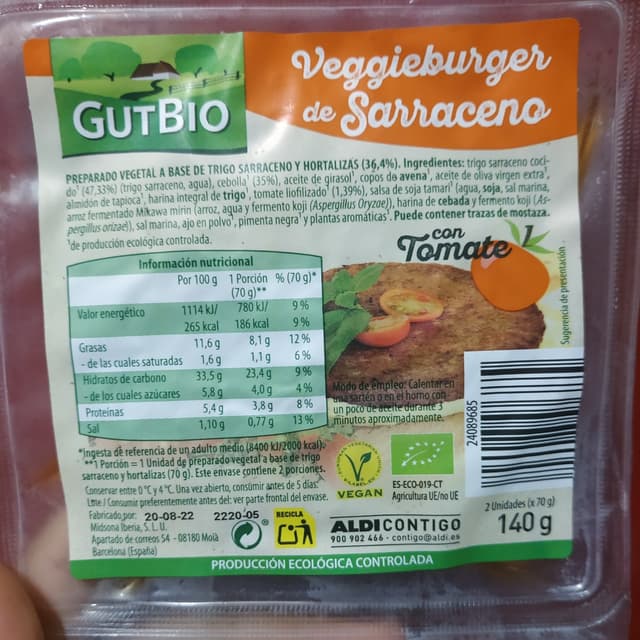 GUTBIO
Veggieburger
de Sarraceno
PREPARADO VEGETAL A BASE DE TRIGO SARRACENO Y HORTALIZAS (36,4%). Ingredientes: trigo sarraceno coci-
do¹ (47,33%) (trigo sarraceno, agua), cebolla¹ (35%), aceite de girasol¹, copos de avena¹, aceite de oliva virgen extra¹,
almidón de tapioca¹, harina integral de trigo¹, tomate liofilizado¹ (1,39%), salsa de soja tamari¹ (agua, soja, sal marina,
arroz fermentado Mikawa mirin (arroz, agua y fermento koji (Aspergillus Oryzae)), harina de cebada y fermento koji (As-
pergillus orizae)), sal marina, ajo en polvo¹, pimenta negra¹ y plantas aromáticas¹. Puede contener trazas de mostaza.
¹de producción ecológica controlada.
con
Tomate
Sugerencia de presentación
Información nutricional
Por 100 g 1 Porción % (70 g)*
(70 g)**
Valor energético 1114 kJ/ 780 kJ/ 9 %
265 kcal 186 kcal 9 %
Grasas 11,6 g 8,1 g 12 %
- de las cuales saturadas 1,6 g 1,1 g 6 %
Hidratos de carbono 33,5 g 23,4 g 9 %
- de los cuales azúcares 5,8 g 4,0 g 4 %
Proteinas 5,4 g 3,8 g 8 %
Sal 1,10 g 0,77 g 13 %
Modo de empleo: Calentar en
una sartén o en el horno con
un poco de aceite durante 3
minutos aproximadamente.
*Ingesta de referencia de un adulto medio (8400 kJ/2000 kcal).
**1 Porción = 1 Unidad de preparado vegetal a base de trigo
sarraceno y hortalizas (70 g). Este envase contiene 2 porciones.
Conservar entre 0 °C y 4 °C. Una vez abierto, consumir antes de 5 días.
Lote / Consumir preferentemente antes del: ver parte frontal del envase.
Fabricado por: 20-08-22 2220-05
Midsona Iberia, S.L.U.
Apartado de correos 54 - 08180 Moià
Barcelona (España)
RECICLA
VEGAN
ES-ECO-019-CT
Agricultura UE/no UE
ALDI CONTIGO
900 902 466 - contigo@aldi.es
24089685
2 Unidades (x 70 g)
140 g
PRODUCCIÓN ECOLÓGICA CONTROLADA